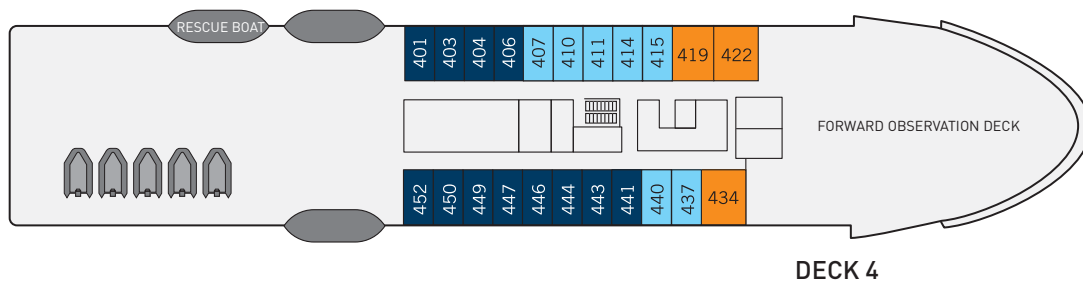 RESCUE BOAT
401 403 404 406 407 410 411 414 415 419 422
FORWARD OBSERVATION DECK
452 450 449 447 446 444 443 441 440 437 434
DECK 4